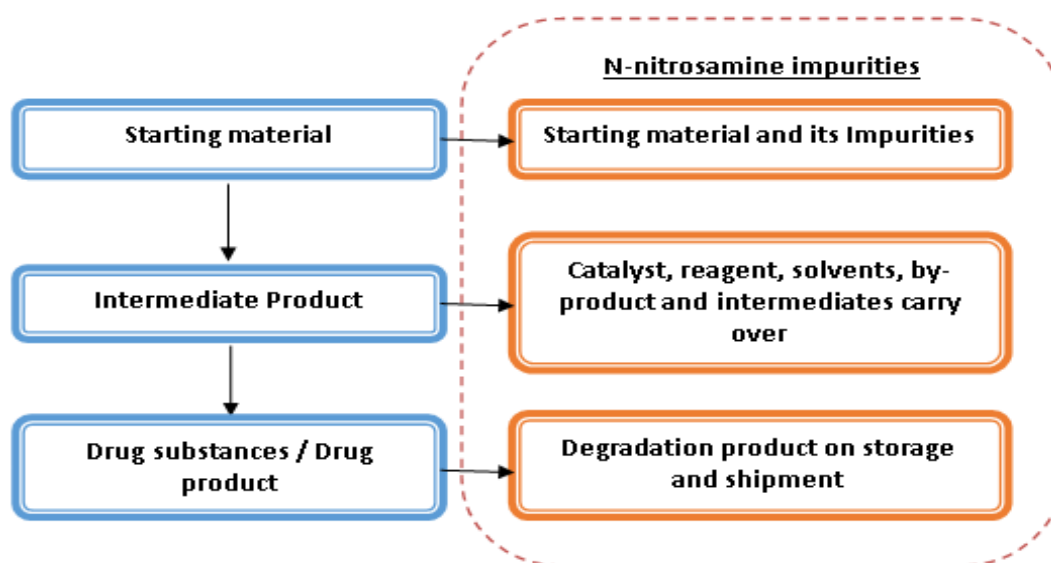 N-nitrosamine impurities
Starting material
Starting material and its Impurities
Intermediate Product
Catalyst, reagent, solvents, by-
product and intermediates carry
over
Drug substances / Drug
product
Degradation product on storage
and shipment